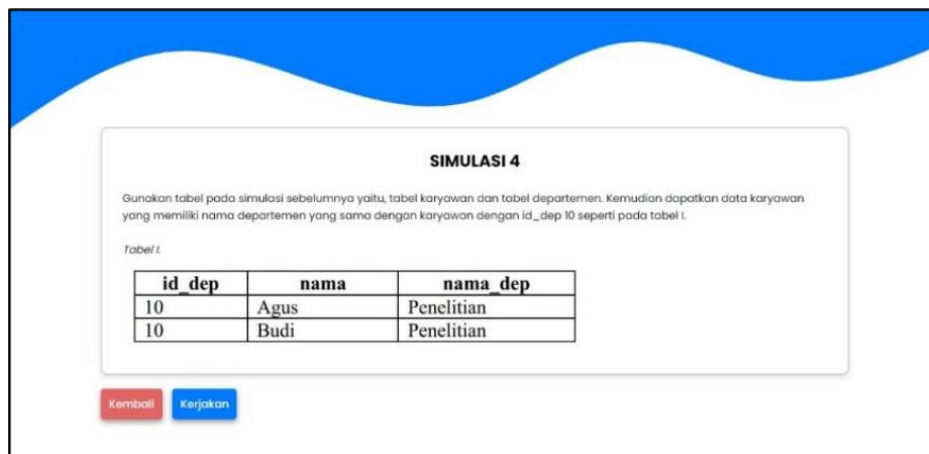 SIMULASI 4
Gunakan tabel pada simulasi sebelumnya yaitu, tabel karyawan dan tabel departemen. Kemudian dapatkan data karyawan
yang memiliki nama departemen yang sama dengan karyawan dengan id_dep 10 seperti pada tabel I.
Tabel I.
id_dep nama nama_dep
10 Agus Penelitian
10 Budi Penelitian
Kembali Kerjakan